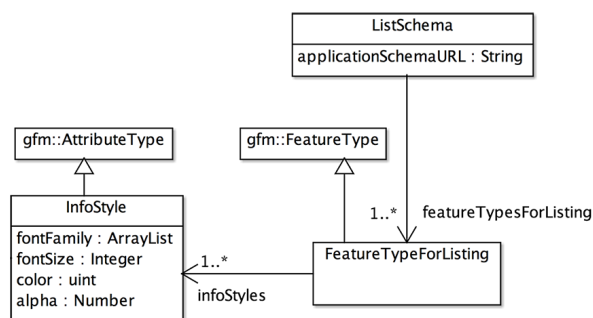 ListSchema
applicationSchemaURL : String
gfm::AttributeType
gfm::FeatureType
InfoStyle
fontFamily : ArrayList
fontSize : Integer
color : uint
alpha : Number
1..*
featureTypesForListing
FeatureTypeForListing
1..*
infoStyles